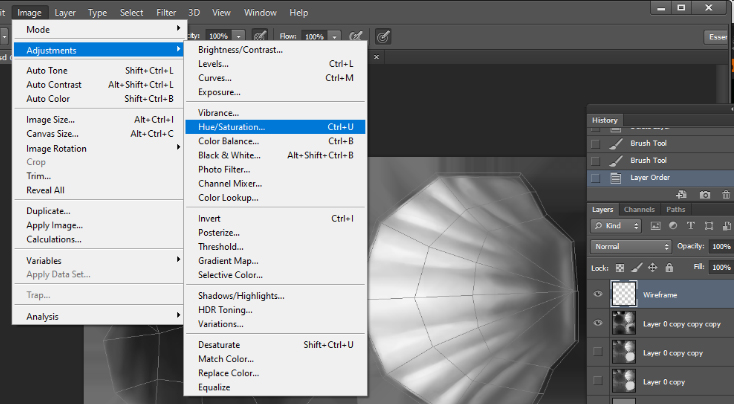 Image Layer Type Select Filter 3D View Window Help
Flow: 100%
Essen
Mode
Adjustments
Auto Tone Shift+Ctrl+L
Auto Contrast Alt+Shift+Ctrl+L
Auto Color Shift+Ctrl+B
Image Size... Alt+Ctrl+I
Canvas Size... Alt+Ctrl+C
Image Rotation
Crop
Trim...
Reveal All
Duplicate...
Apply Image...
Calculations...
Variables
Apply Data Set...
Trap...
Analysis
Brightness/Contrast...
Levels... Ctrl+L
Curves... Ctrl+M
Exposure...
Vibrance...
Hue/Saturation... Ctrl+U
Color Balance... Ctrl+B
Black & White... Alt+Shift+Ctrl+B
Photo Filter...
Channel Mixer...
Color Lookup...
Invert Ctrl+I
Posterize...
Threshold...
Gradient Map...
Selective Color...
Shadows/Highlights...
HDR Toning...
Variations...
Desaturate Shift+Ctrl+U
Match Color...
Replace Color...
Equalize
History
Brush Tool
Brush Tool
Layer Order
Layers Channels Paths
Kind
Normal Opacity: 100%
Lock: Fill: 100%
Wireframe
Layer 0 copy copy copy
Layer 0 copy copy
Layer 0 copy